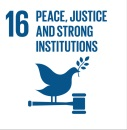 16 PEACE, JUSTICE
AND STRONG
INSTITUTIONS